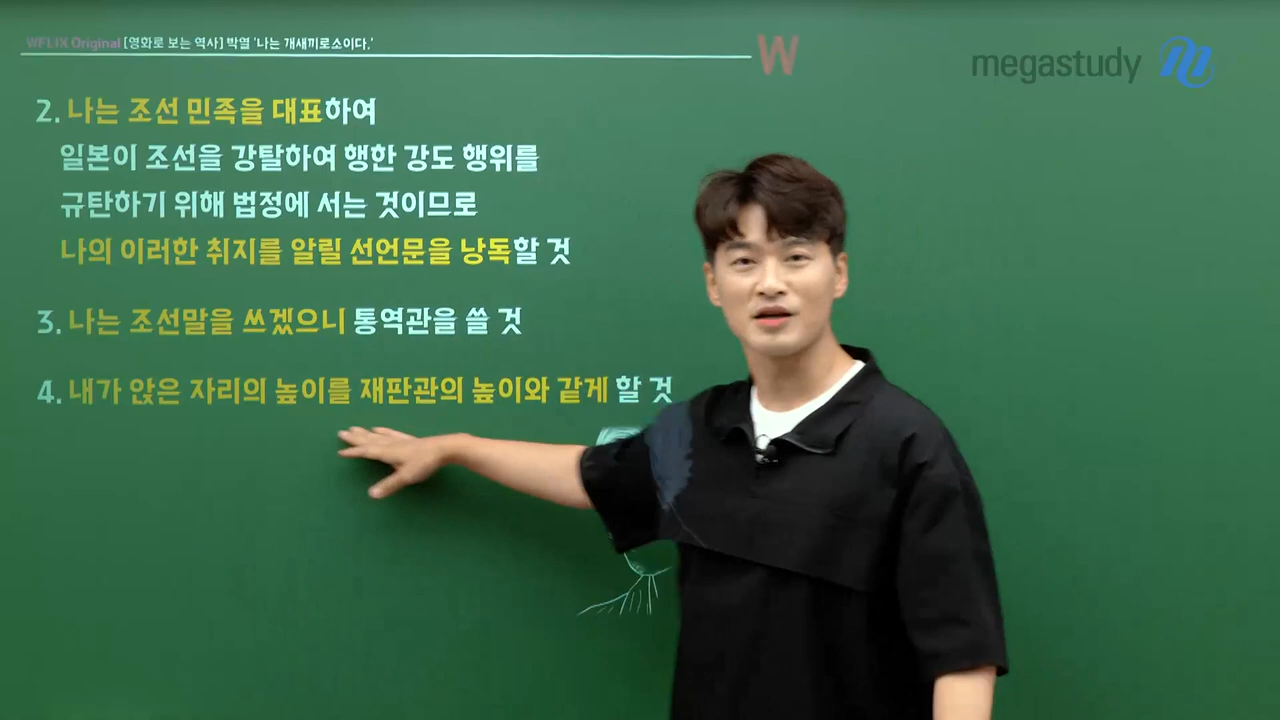 WFLIX Original [영화로 보는 역사] 박열 '나는 개새끼로소이다.'
W
megastudy
2. 나는 조선 민족을 대표하여
일본이 조선을 강탈하여 행한 강도 행위를
규탄하기 위해 법정에 서는 것이므로
나의 이러한 취지를 알릴 선언문을 낭독할 것
3. 나는 조선말을 쓰겠으니 통역관을 쓸 것
4. 내가 앉은 자리의 높이를 재판관의 높이와 같게 할 것